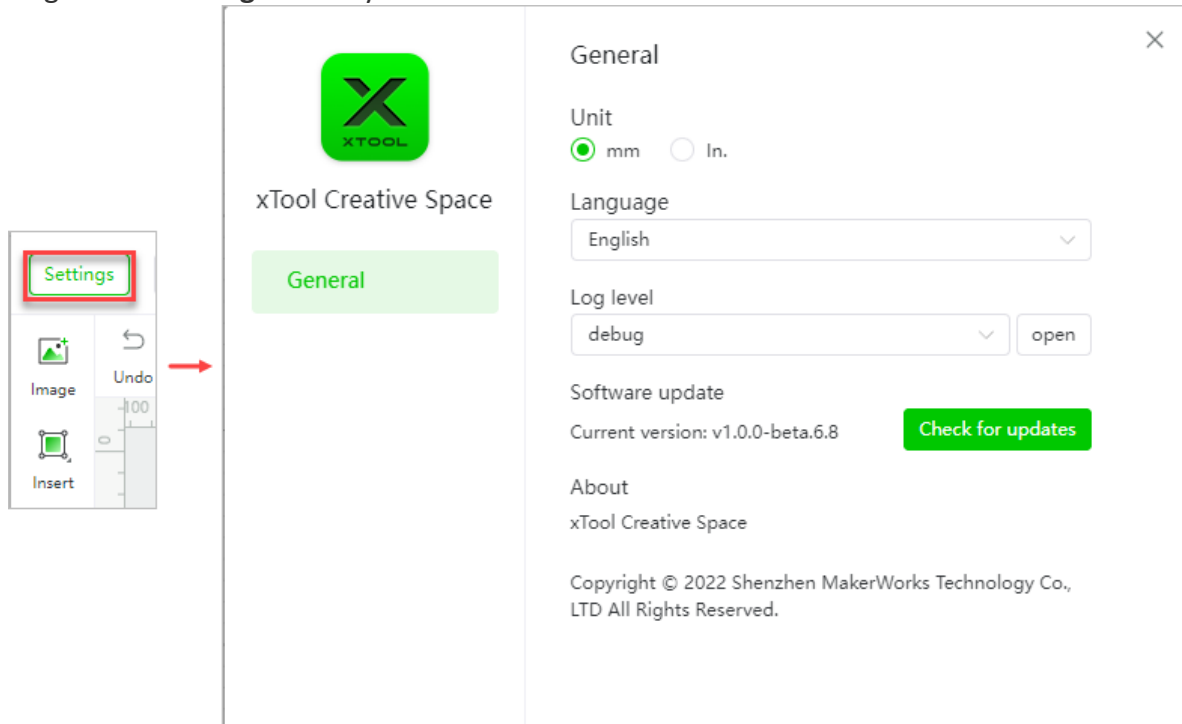 Settings
Image
Undo
-100
0
Insert
XTOOL
xTool Creative Space
General
General
Unit
mm In.
Language
English
Log level
debug open
Software update
Current version: v1.0.0-beta.6.8 Check for updates
About
xTool Creative Space
Copyright © 2022 Shenzhen MakerWorks Technology Co.,
LTD All Rights Reserved.